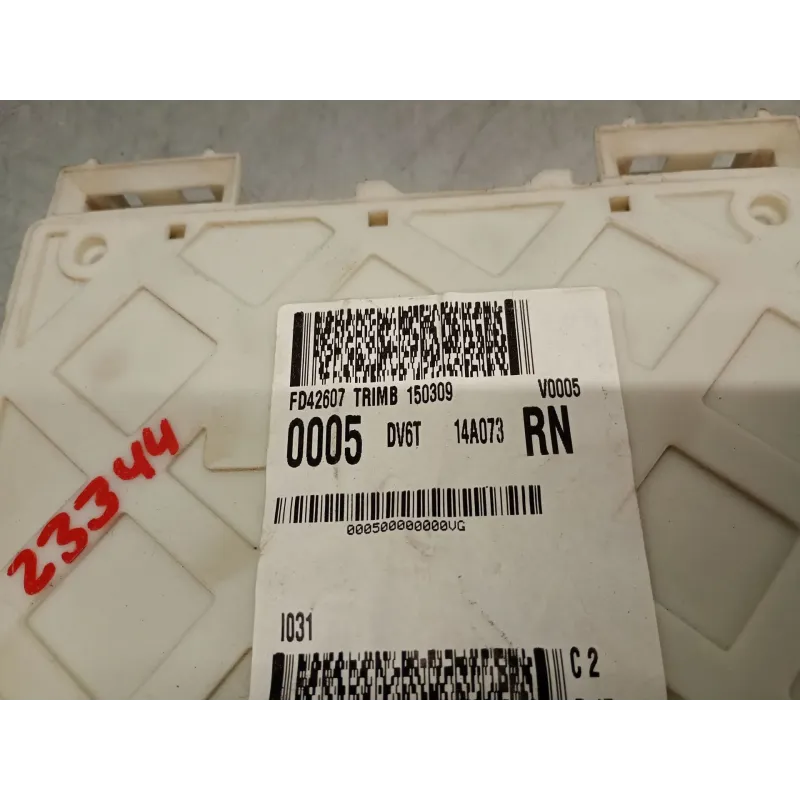 FD42607 TRIMB 150309 V0005
0005 DV6T 14A073 RN
000500000000VG
23344
I031
C 2